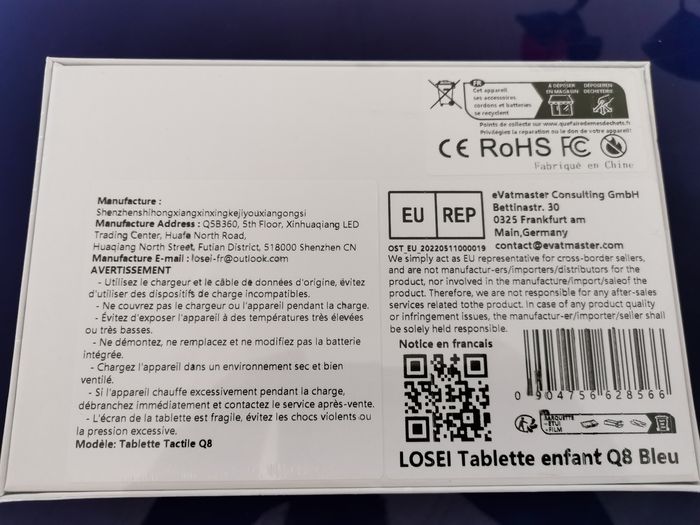 FR
Cet appareil,
ses accessoires,
cordons et batteries
se recyclent
À DÉPOSER
EN MAGASIN
À DÉPOSER
EN DÉCHÈTERIE
Points de collecte sur www.quefairedemesdechets.fr
Privilégiez la réparation ou le don de votre appareil!
CE RoHS FC
Fabriqué en Chine
Manufacture :
Shenzhenshihongxiangxinxingkejiyouxiangongsi
Manufacture Address : Q5B360, 5th Floor, Xinhuaqiang LED
Trading Center, Huafe North Road,
Huaqiang North Street, Futian District, 518000 Shenzhen CN
Manufacture E-mail : losei-fr@outlook.com
AVERTISSEMENT
- Utilisez le chargeur et le câble de données d'origine, évitez
d'utiliser des dispositifs de charge incompatibles.
- Ne couvrez pas le chargeur ou l'appareil pendant la charge.
- Évitez d'exposer l'appareil à des températures très élevées
ou très basses.
- Ne démontez, ne remplacez et ne modifiez pas la batterie
intégrée.
- Chargez l'appareil dans un environnement sec et bien
ventilé.
- Si l'appareil chauffe excessivement pendant la charge,
débranchez immédiatement et contactez le service après-vente.
- L'écran de la tablette est fragile, évitez les chocs violents ou
la pression excessive.
Modèle: Tablette Tactile Q8
EU REP
eVatmaster Consulting GmbH
Bettinastr. 30
0325 Frankfurt am
Main,Germany
contact@evatmaster.com
OST_EU_20220511000019
We simply act as EU representative for cross-border sellers,
and are not manufactur-ers/importers/distributors for the
product, nor involved in the manufacture/import/saleof the
product. Therefore, we are not responsible for any after-sales
services related tothe product. In case of any product quality
or infringement issues, the manufactur-er/importer/seller shall
be solely held responsible.
Notice en francais
0 904756 628566
BARQUETTE
- ÉTUI
- FILM
LOSEI Tablette enfant Q8 Bleu